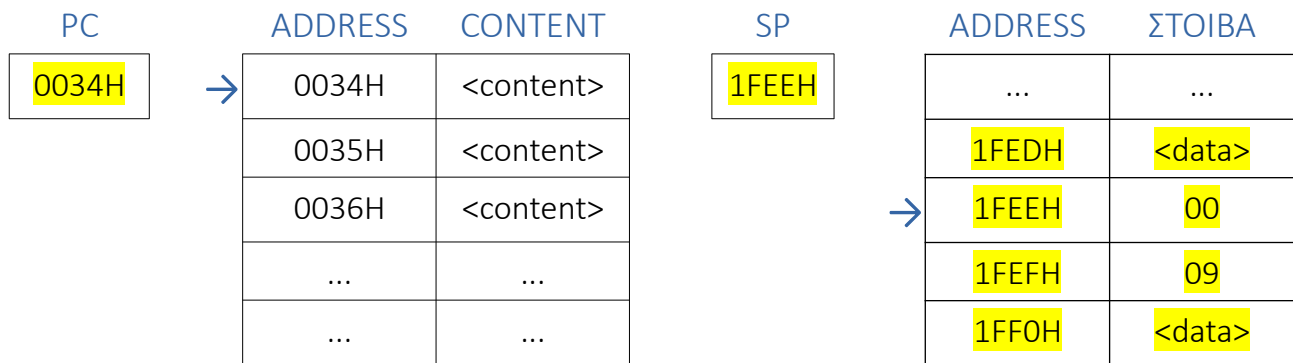 PC ADDRESS CONTENT SP ADDRESS ΣΤΟΙΒΑ
0034H → 0034H <content> 1FEEH ... ...
0035H <content> 1FEDH <data>
0036H <content> → 1FEEH 00
... ... 1FEFH 09
... ... 1FF0H <data>